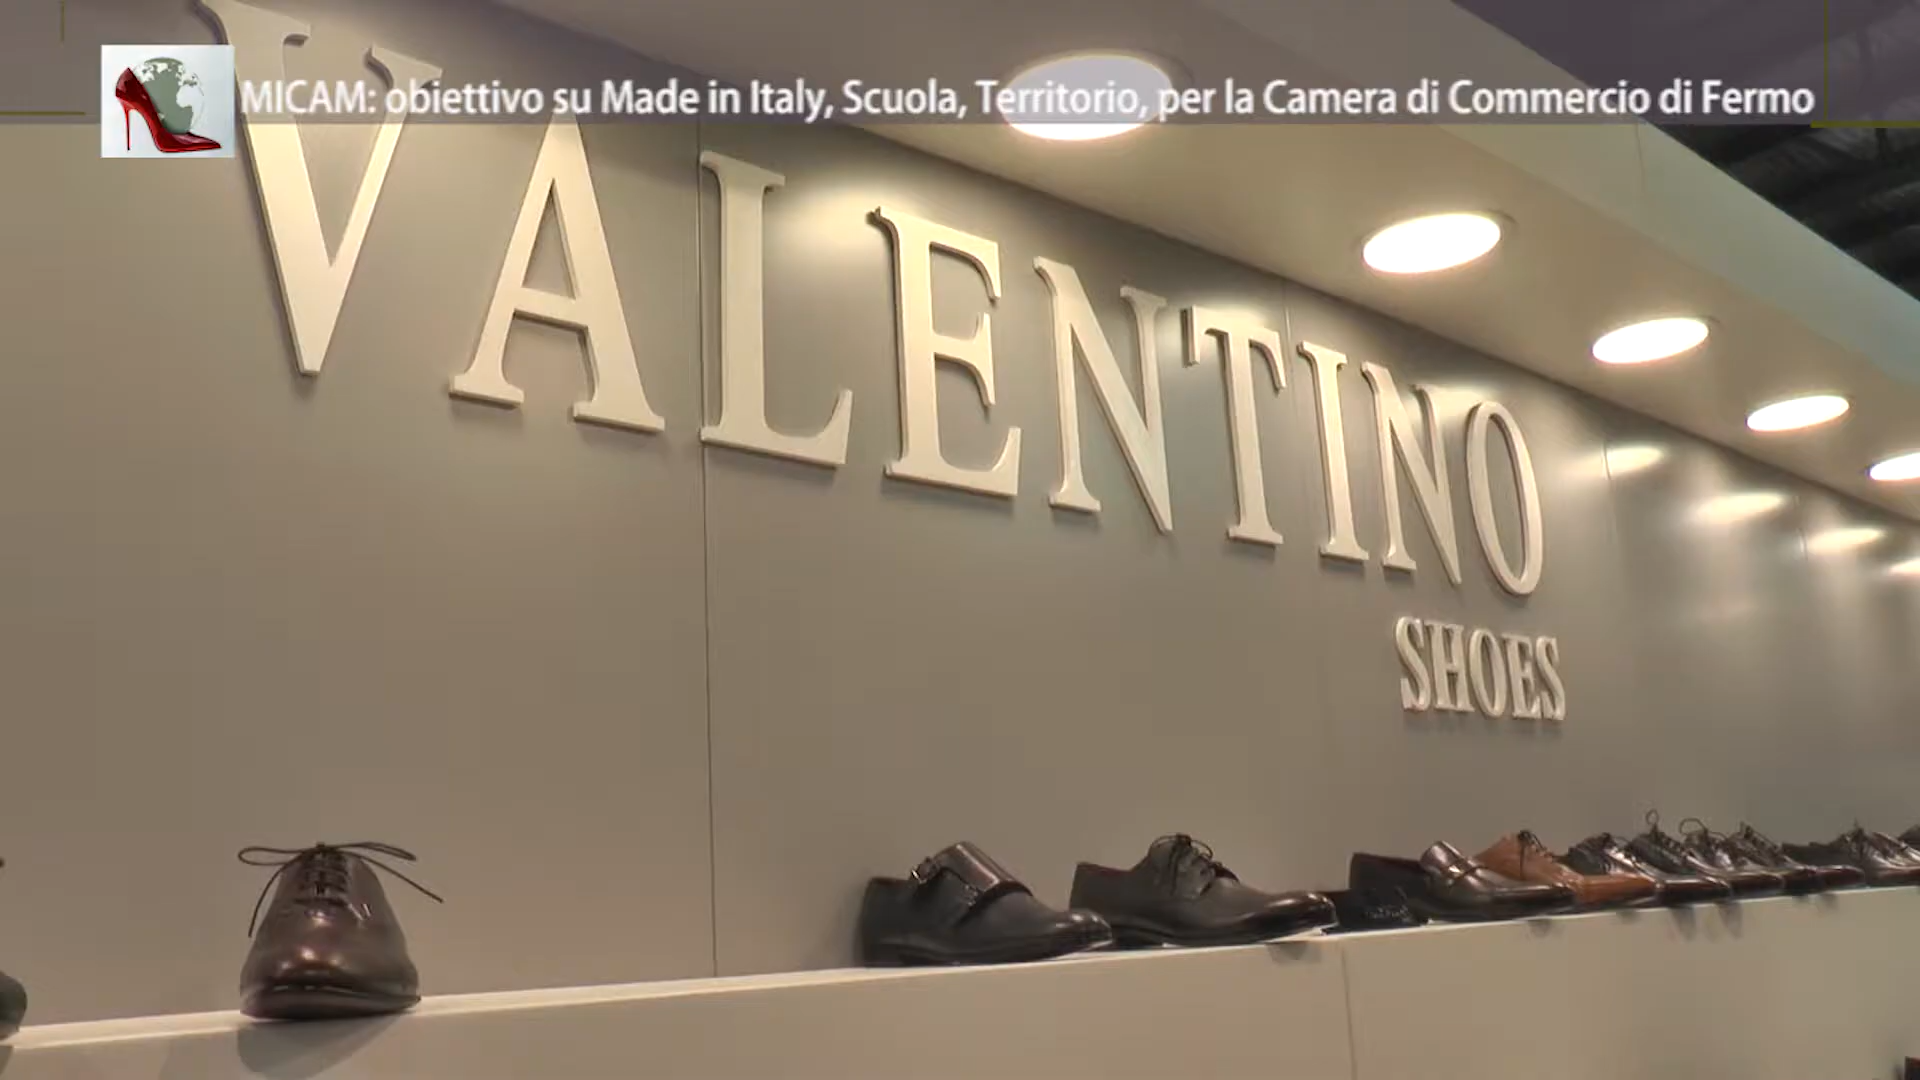 MICAM: obiettivo su Made in Italy, Scuola, Territorio, per la Camera di Commercio di Fermo
VALENTINO
SHOES